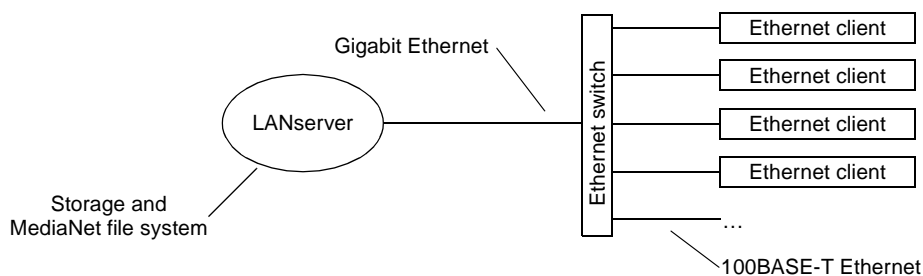 Gigabit Ethernet
LANserver
Storage and
MediaNet file system
Ethernet switch
Ethernet client
Ethernet client
Ethernet client
Ethernet client
...
100BASE-T Ethernet